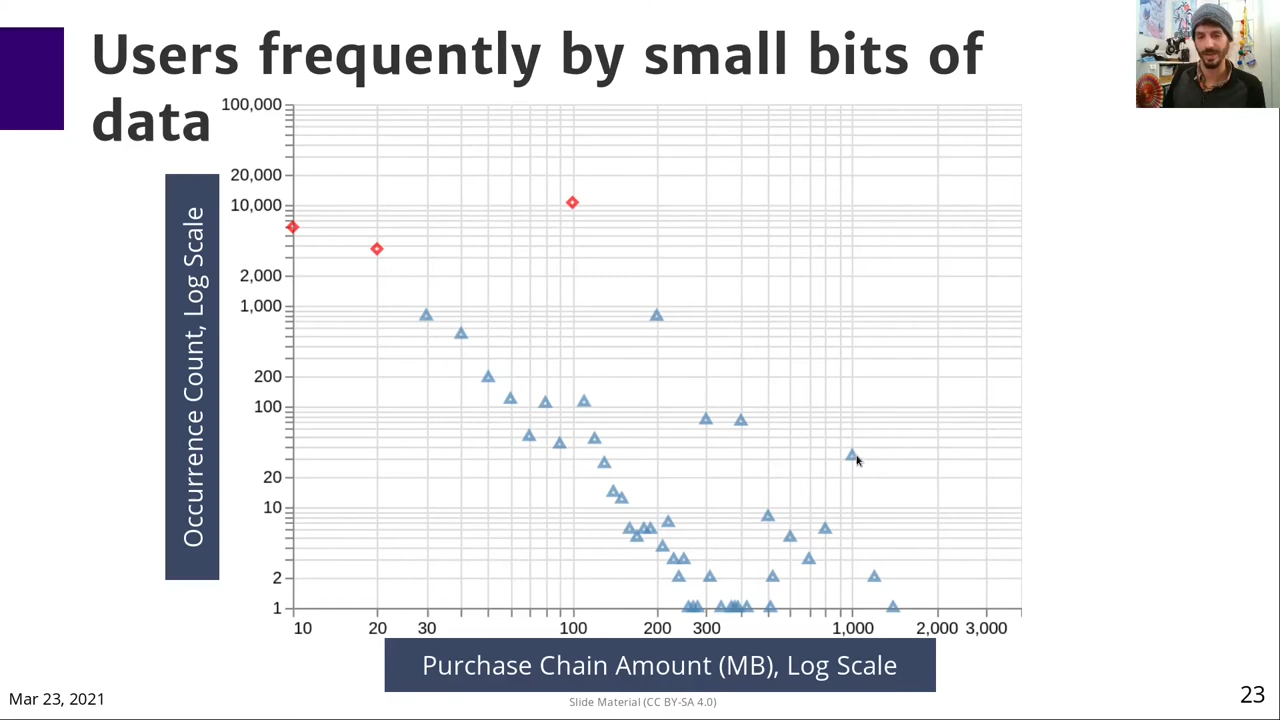 Users frequently by small bits of
data
100,000
20,000
10,000
2,000
1,000
200
100
20
10
2
1
Occurrence Count, Log Scale
10 20 30 100 200 300 1,000 2,000 3,000
Purchase Chain Amount (MB), Log Scale
Mar 23, 2021
Slide Material (CC BY-SA 4.0)
23